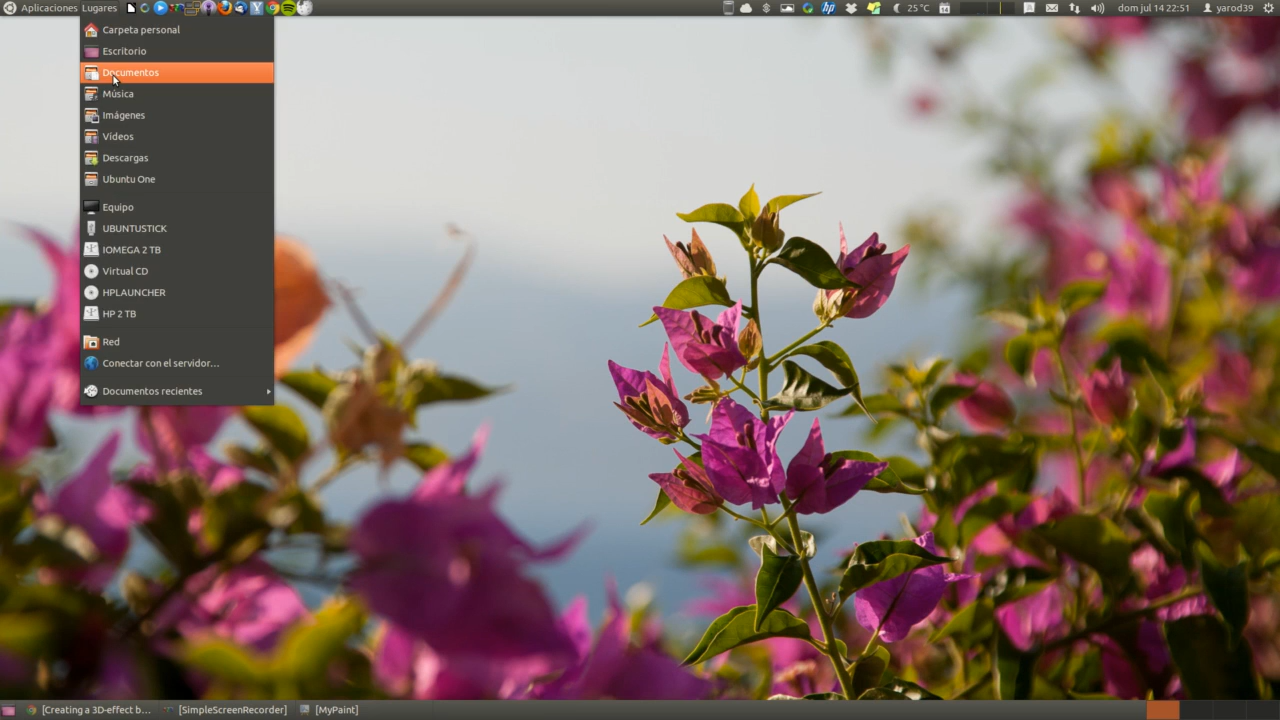 Aplicaciones Lugares 25 °C dom jul 14 22:51 yarod39
Carpeta personal
Escritorio
Documentos
Música
Imágenes
Vídeos
Descargas
Ubuntu One
Equipo
UBUNTUSTICK
IOMEGA 2 TB
Virtual CD
HPLAUNCHER
HP 2 TB
Red
Conectar con el servidor...
Documentos recientes
[Creating a 3D-effect b... [SimpleScreenRecorder] [MyPaint]